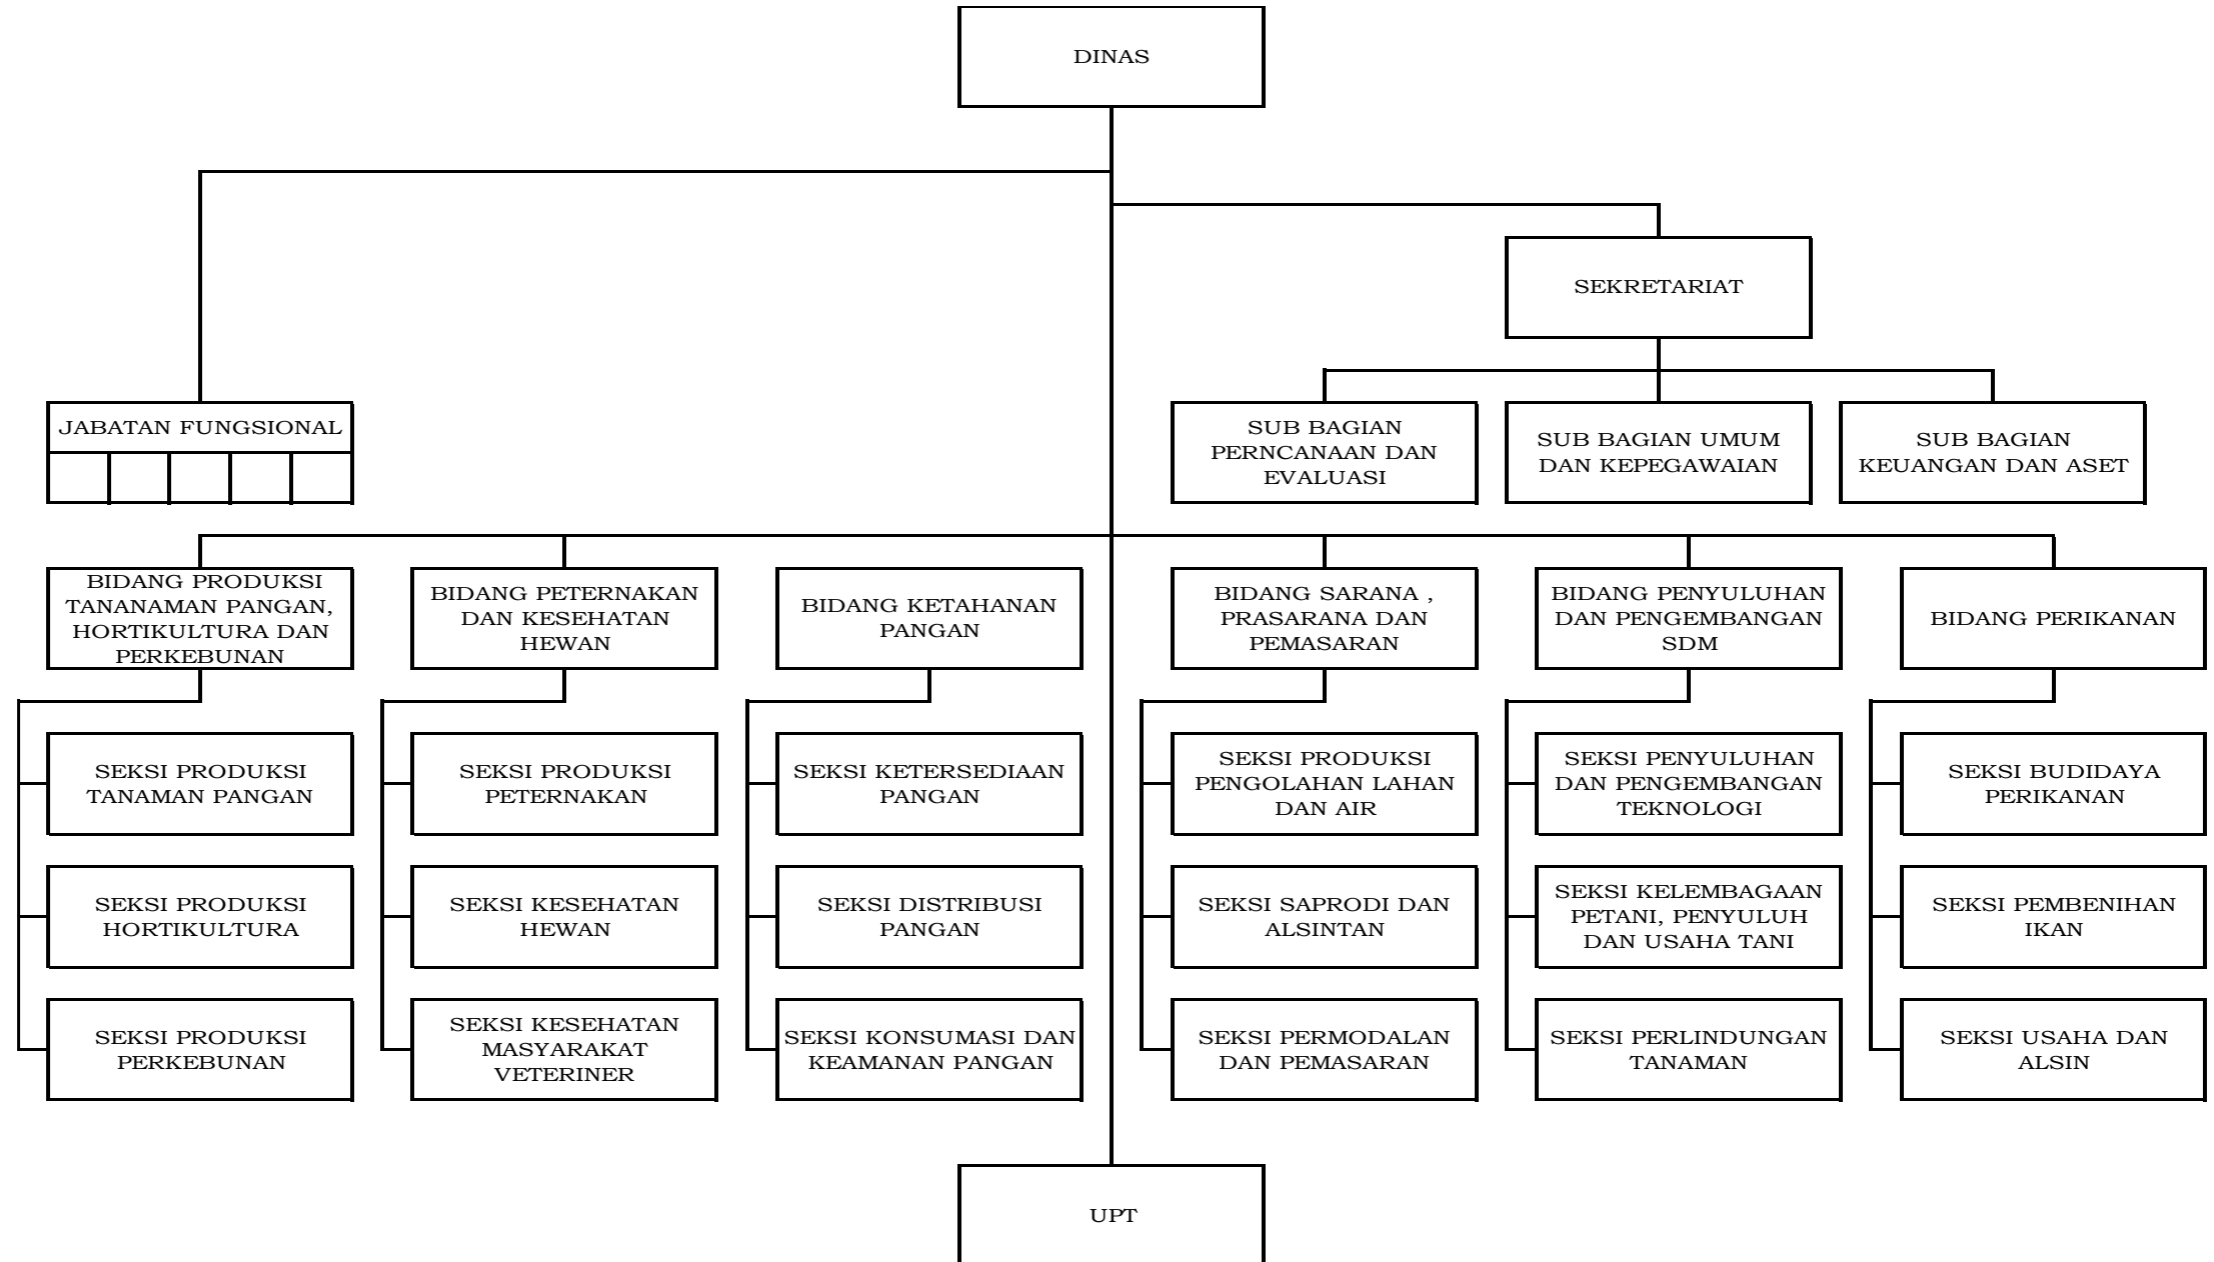 DINAS
SEKRETARIAT
JABATAN FUNGSIONAL
SUB BAGIAN
PERNCANAAN DAN
EVALUASI
SUB BAGIAN UMUM
DAN KEPEGAWAIAN
SUB BAGIAN
KEUANGAN DAN ASET
BIDANG PRODUKSI
TANANAMAN PANGAN,
HORTIKULTURA DAN
PERKEBUNAN
BIDANG PETERNAKAN
DAN KESEHATAN
HEWAN
BIDANG KETAHANAN
PANGAN
BIDANG SARANA ,
PRASARANA DAN
PEMASARAN
BIDANG PENYULUHAN
DAN PENGEMBANGAN
SDM
BIDANG PERIKANAN
SEKSI PRODUKSI
TANAMAN PANGAN
SEKSI PRODUKSI
PETERNAKAN
SEKSI KETERSEDIAAN
PANGAN
SEKSI PRODUKSI
PENGOLAHAN LAHAN
DAN AIR
SEKSI PENYULUHAN
DAN PENGEMBANGAN
TEKNOLOGI
SEKSI BUDIDAYA
PERIKANAN
SEKSI PRODUKSI
HORTIKULTURA
SEKSI KESEHATAN
HEWAN
SEKSI DISTRIBUSI
PANGAN
SEKSI SAPRODI DAN
ALSINTAN
SEKSI KELEMBAGAAN
PETANI, PENYULUH
DAN USAHA TANI
SEKSI PEMBENIHAN
IKAN
SEKSI PRODUKSI
PERKEBUNAN
SEKSI KESEHATAN
MASYARAKAT
VETERINER
SEKSI KONSUMASI DAN
KEAMANAN PANGAN
SEKSI PERMODALAN
DAN PEMASARAN
SEKSI PERLINDUNGAN
TANAMAN
SEKSI USAHA DAN
ALSIN
UPT